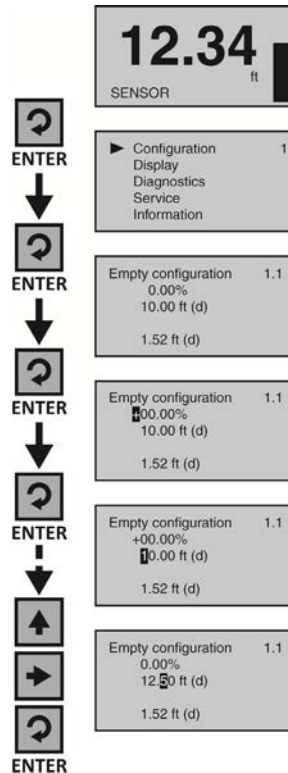 12.34
ft
SENSOR
ENTER
► Configuration 1
Display
Diagnostics
Service
Information
ENTER
Empty configuration 1.1
0.00%
10.00 ft (d)
1.52 ft (d)
ENTER
Empty configuration 1.1
+00.00%
10.00 ft (d)
1.52 ft (d)
ENTER
Empty configuration 1.1
+00.00%
10.00 ft (d)
1.52 ft (d)
Empty configuration 1.1
0.00%
12.50 ft (d)
1.52 ft (d)
ENTER